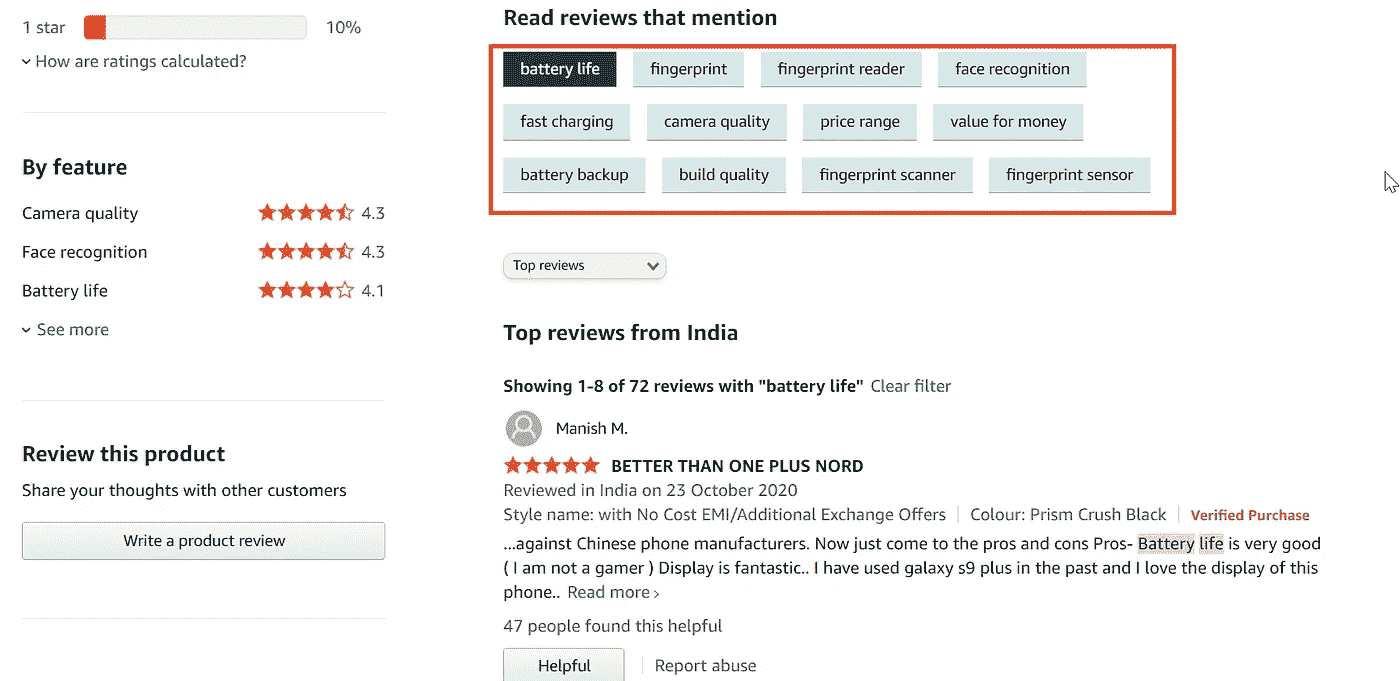 1 star 10%
How are ratings calculated?
By feature
Camera quality 4.3
Face recognition 4.3
Battery life 4.1
See more
Review this product
Share your thoughts with other customers
Write a product review
Read reviews that mention
battery life fingerprint fingerprint reader face recognition
fast charging camera quality price range value for money
battery backup build quality fingerprint scanner fingerprint sensor
Top reviews
Top reviews from India
Showing 1-8 of 72 reviews with "battery life" Clear filter
Manish M.
BETTER THAN ONE PLUS NORD
Reviewed in India on 23 October 2020
Style name: with No Cost EMI/Additional Exchange Offers | Colour: Prism Crush Black | Verified Purchase
...against Chinese phone manufacturers. Now just come to the pros and cons Pros- Battery life is very good
( I am not a gamer ) Display is fantastic.. I have used galaxy s9 plus in the past and I love the display of this
phone.. Read more ›
47 people found this helpful
Helpful | Report abuse